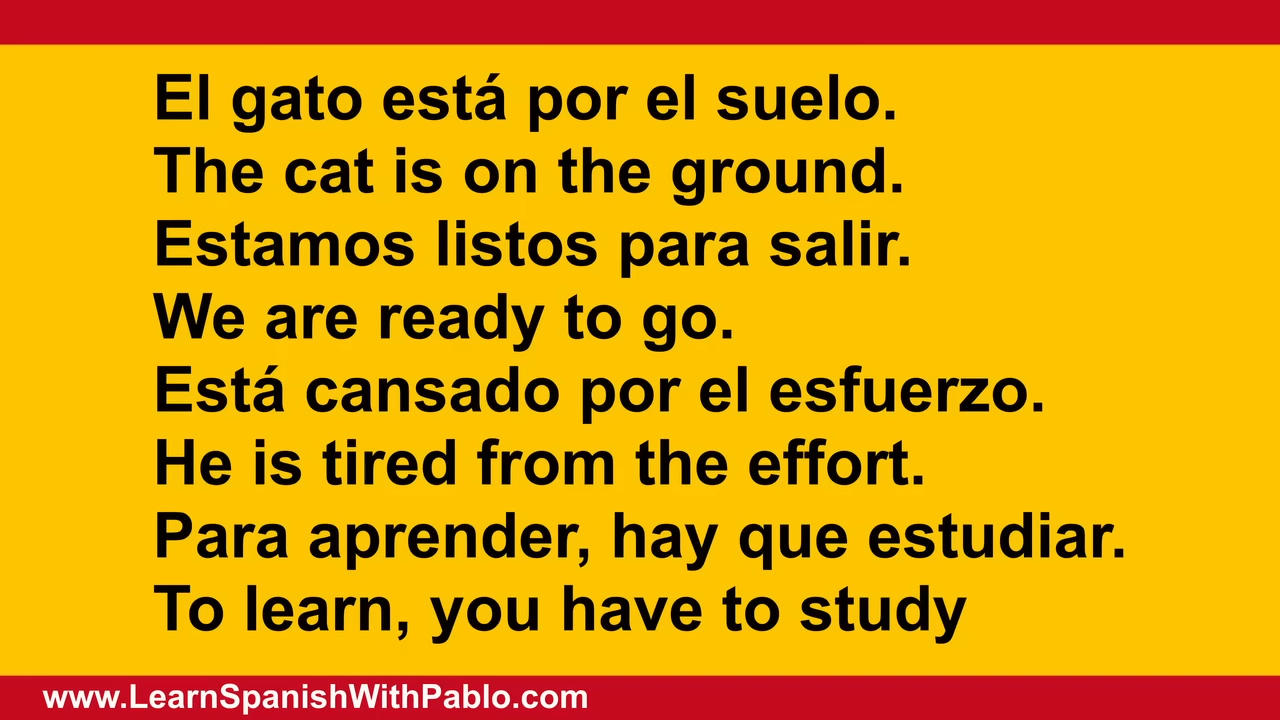 El gato está por el suelo.
The cat is on the ground.
Estamos listos para salir.
We are ready to go.
Está cansado por el esfuerzo.
He is tired from the effort.
Para aprender, hay que estudiar.
To learn, you have to study
www.LearnSpanishWithPablo.com